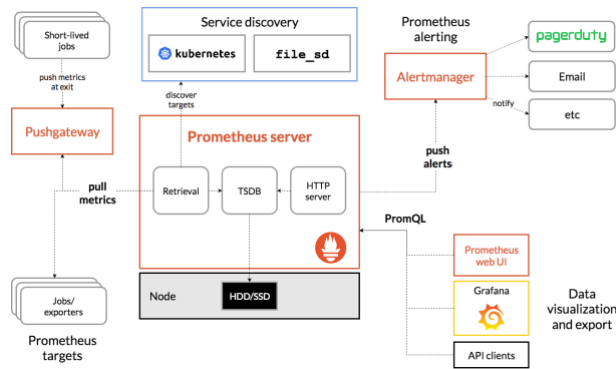 Short-lived
jobs
push metrics
at exit
Pushgateway
Service discovery
kubernetes
file_sd
discover
targets
Prometheus
alerting
Alertmanager
pagerduty
Email
etc
notify
Prometheus server
Retrieval
TSDB
HTTP
server
pull
metrics
push
alerts
PromQL
Node
HDD/SSD
Jobs/
exporters
Prometheus
targets
Prometheus
web UI
Grafana
API clients
Data
visualization
and export